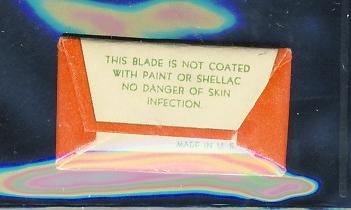 THIS BLADE IS NOT COATED
WITH PAINT OR SHELLAC
NO DANGER OF SKIN
INFECTION.
MADE IN U. S.